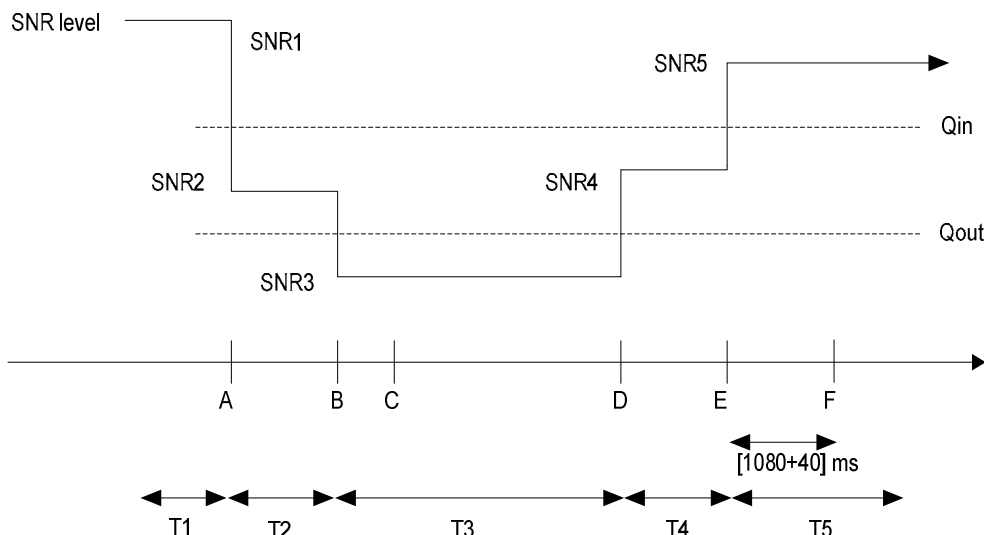 SNR level
SNR1
SNR5
Qin
SNR2
SNR4
Qout
SNR3
A B C D E F
[1080+40] ms
T1 T2 T3 T4 T5